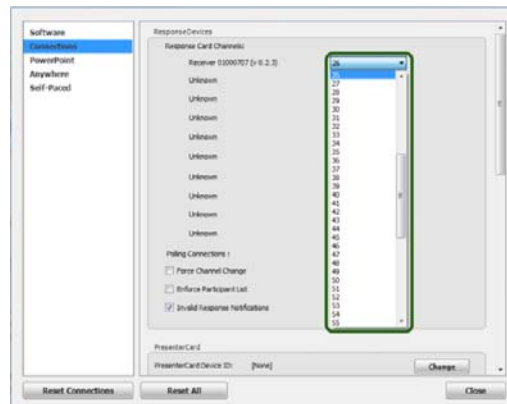 Software
Connections
PowerPoint
Anywhere
Self-Paced
ResponseDevices
Response Card Channels:
Receiver 01000707 (v 0.2.3)
26
Unknown
Unknown
Unknown
Unknown
Unknown
Unknown
Unknown
Unknown
Unknown
26
27
28
29
30
31
32
33
34
35
36
37
38
39
40
41
42
43
44
45
46
47
48
49
50
51
52
53
54
55
Polling Connections :
Force Channel Change
Enforce Participant List
Invalid Response Notifications
PresenterCard
PresenterCard Device ID: [None]
Change
Reset Connections
Reset All
Close